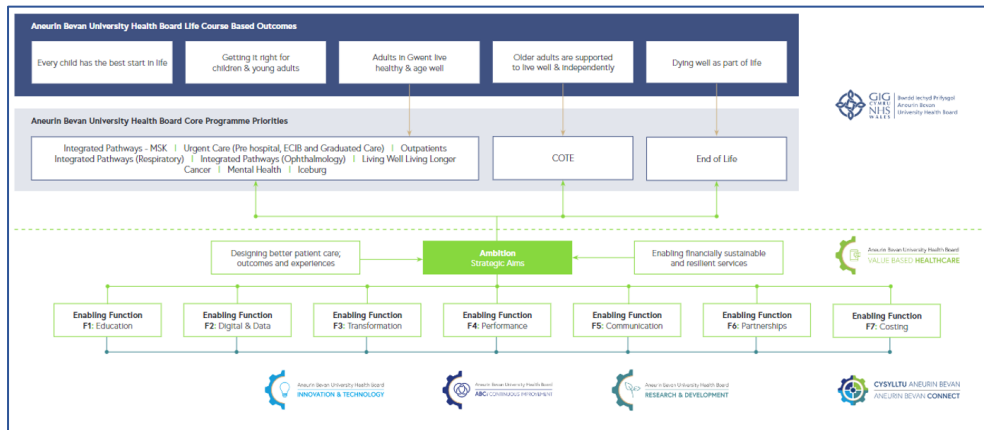 Aneurin Bevan University Health Board Life Course Based Outcomes
Every child has the best start in life
Getting it right for
children & young adults
Adults in Gwent live
healthy & age well
Older adults are supported
to live well & independently
Dying well as part of life
GIG
CYMRU
NHS
WALES
Bwrdd Iechyd Prifysgol
Aneurin Bevan
University Health Board
Aneurin Bevan University Health Board Core Programme Priorities
Integrated Pathways - MSK | Urgent Care (Pre hospital, ECIB and Graduated Care) | Outpatients
Integrated Pathways (Respiratory) | Integrated Pathways (Ophthalmology) | Living Well Living Longer
Cancer | Mental Health | Iceburg
COTE
End of Life
Designing better patient care;
outcomes and experiences
Ambition
Strategic Aims
Enabling financially sustainable
and resilient services
Aneurin Bevan University Health Board
VALUE BASED HEALTHCARE
Enabling Function
F1: Education
Enabling Function
F2: Digital & Data
Enabling Function
F3: Transformation
Enabling Function
F4: Performance
Enabling Function
F5: Communication
Enabling Function
F6: Partnerships
Enabling Function
F7: Costing
Aneurin Bevan University Health Board
INNOVATION & TECHNOLOGY
Aneurin Bevan University Health Board
ABCi CONTINUOUS IMPROVEMENT
Aneurin Bevan University Health Board
RESEARCH & DEVELOPMENT
CYSYLLTU ANEURIN BEVAN
ANEURIN BEVAN CONNECT